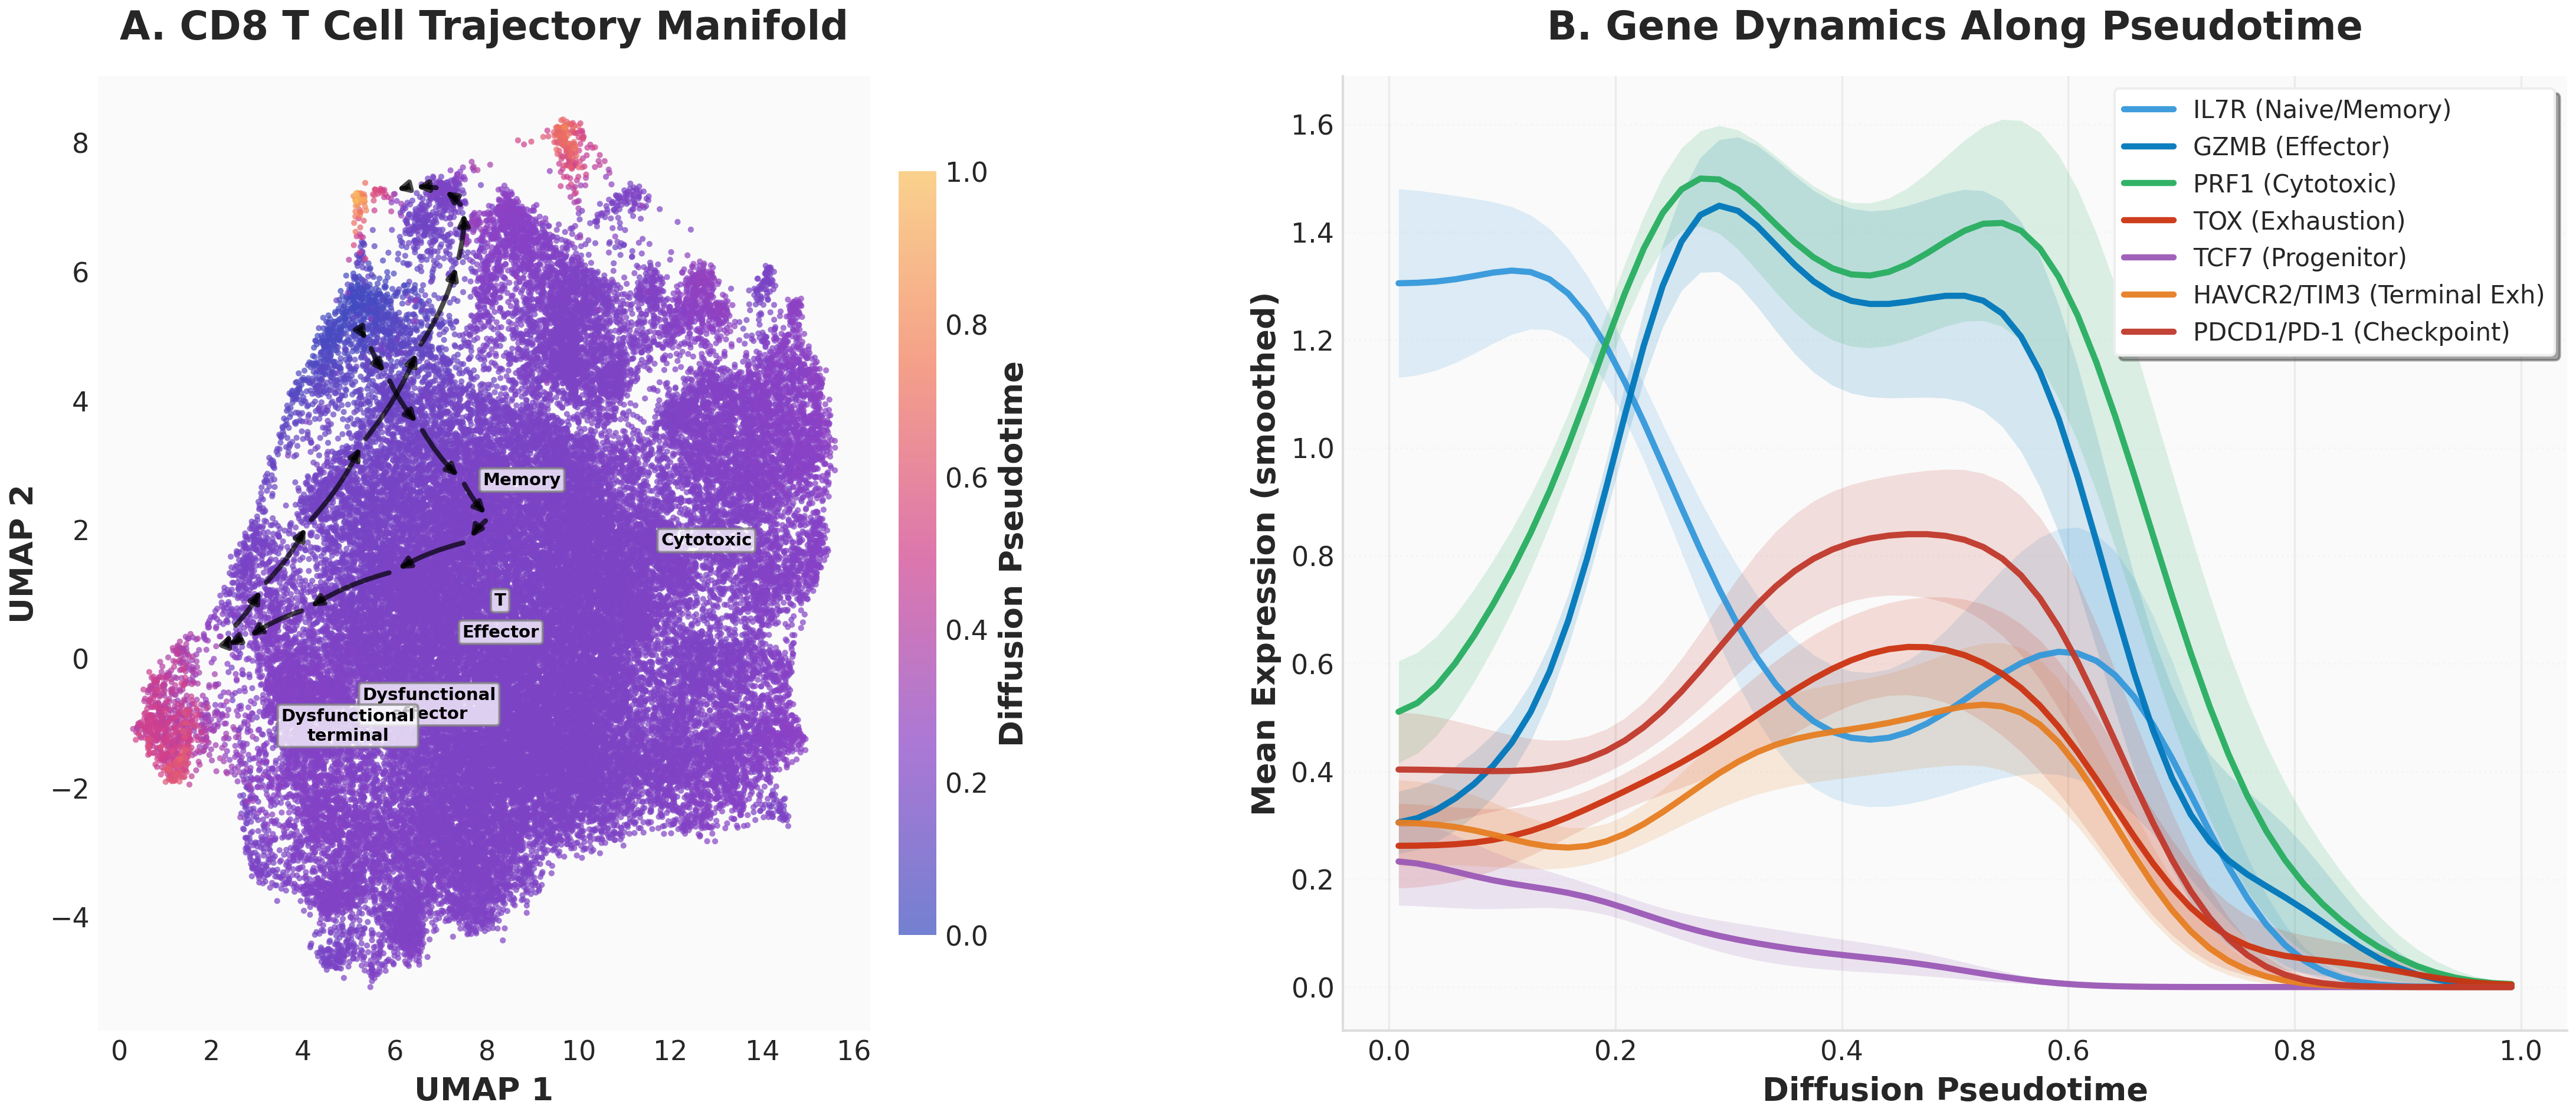 A. CD8 T Cell Trajectory Manifold
UMAP 2
8
6
4
2
0
−2
−4
0 2 4 6 8 10 12 14 16
UMAP 1
Memory
Cytotoxic
T
Effector
Dysfunctional
Dysfunctional
terminal
1.0
0.8
0.6
0.4
0.2
0.0
Diffusion Pseudotime
B. Gene Dynamics Along Pseudotime
Mean Expression (smoothed)
1.6
1.4
1.2
1.0
0.8
0.6
0.4
0.2
0.0
0.0 0.2 0.4 0.6 0.8 1.0
Diffusion Pseudotime
IL7R (Naive/Memory)
GZMB (Effector)
PRF1 (Cytotoxic)
TOX (Exhaustion)
TCF7 (Progenitor)
HAVCR2/TIM3 (Terminal Exh)
PDCD1/PD-1 (Checkpoint)